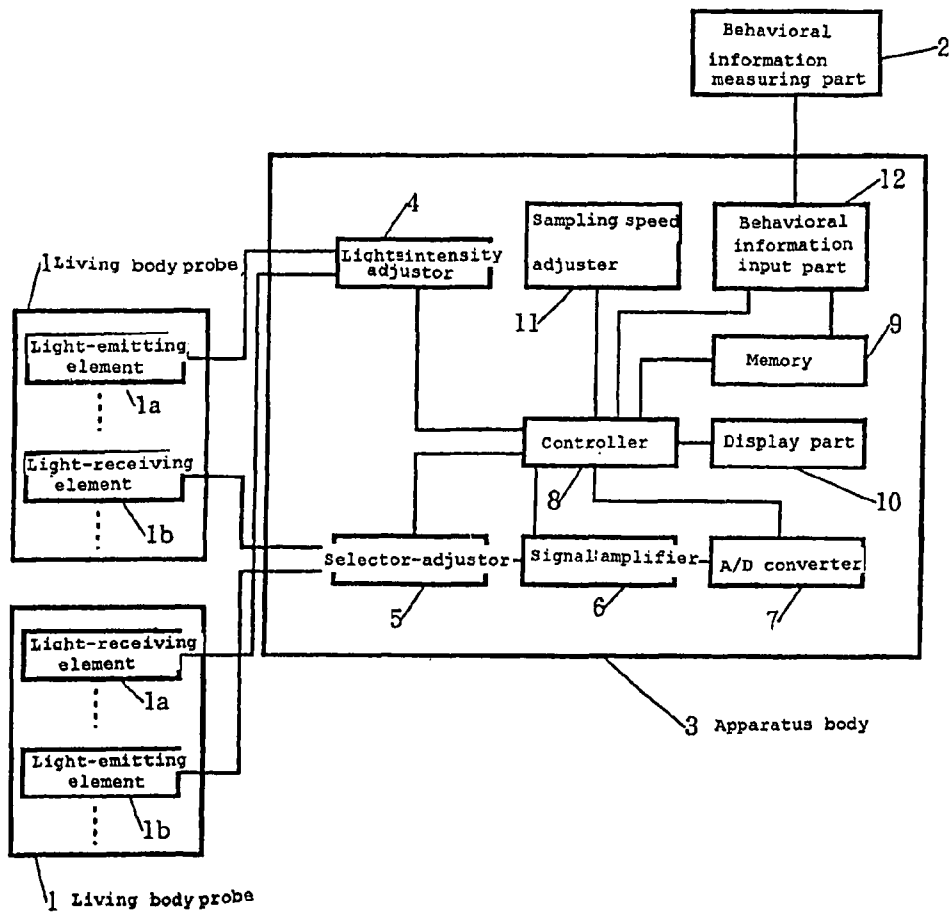 Behavioral
information
measuring part
2
12
4
Sampling speed
adjuster
Behavioral
information
input part
Light intensity
adjustor
1 Living body probe
11
9
Light-emitting
element
Memory
1a
Controller
Display part
Light-receiving
element
8
10
1b
Selector-adjustor
Signal amplifier
A/D converter
5
6
7
Light-receiving
element
1a
3 Apparatus body
Light-emitting
element
1b
1 Living body probe